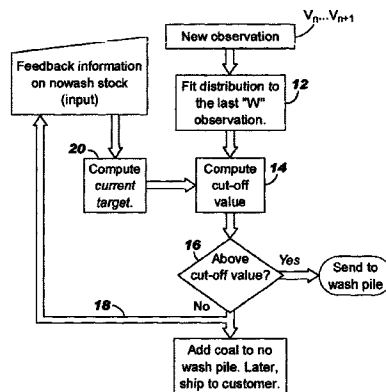 V n...V n+1
New observation
Feedback information
on nowash stock
(input)
12
Fit distribution to
the last "W"
observation.
20
Compute
current
target.
14
Compute
cut-off
value
16
Above
cut-off value?
Yes
Send to
wash pile
No
18
Add coal to no
wash pile. Later,
ship to customer.